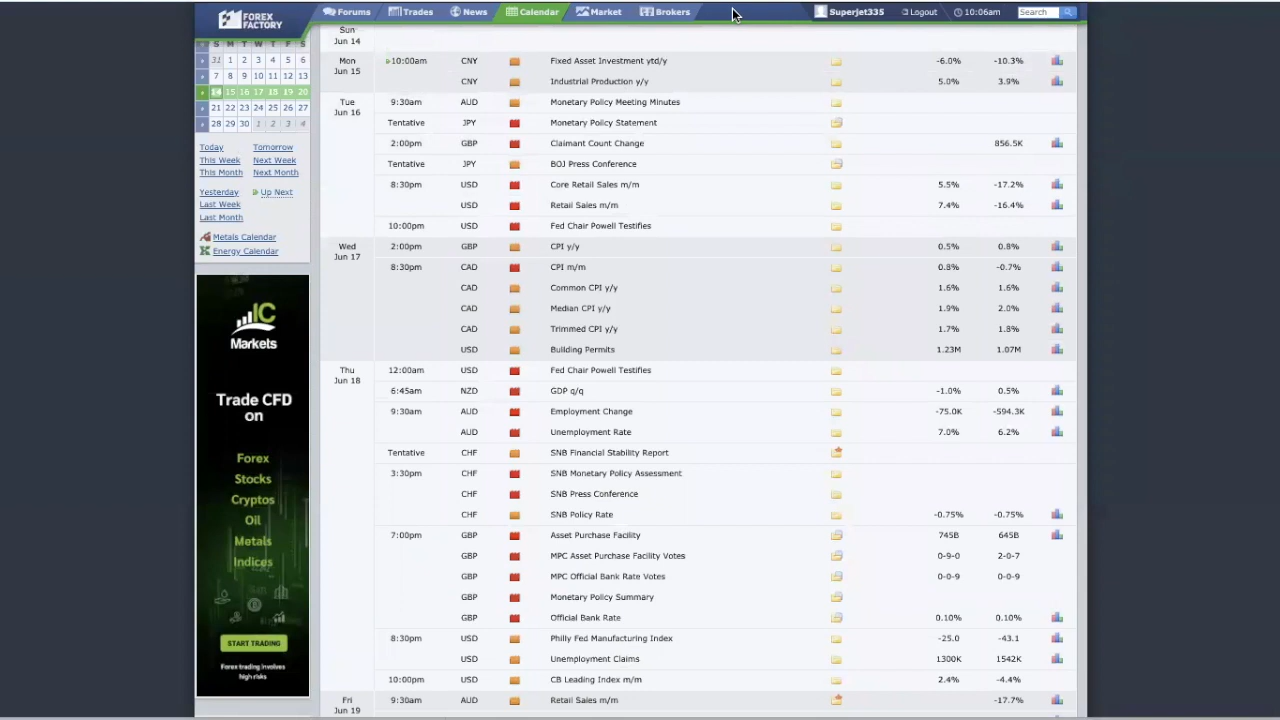 FOREX FACTORY Forums Trades News Calendar Market Brokers Superjet335 Logout 10:06am Search
S M T W T F S
31 1 2 3 4 5 6
7 8 9 10 11 12 13
14 15 16 17 18 19 20
21 22 23 24 25 26 27
28 29 30 1 2 3 4
Today Tomorrow
This Week Next Week
This Month Next Month
Yesterday Up Next
Last Week
Last Month
Metals Calendar
Energy Calendar
IC
Markets
Trade CFD
on
Forex
Stocks
Cryptos
Oil
Metals
Indices
START TRADING
Forex trading involves
high risks
Sun
Jun 14
Mon Jun 15 10:00am CNY Fixed Asset Investment ytd/y -6.0% -10.3%
CNY Industrial Production y/y 5.0% 3.9%
Tue Jun 16 9:30am AUD Monetary Policy Meeting Minutes
Tentative JPY Monetary Policy Statement
2:00pm GBP Claimant Count Change 856.5K
Tentative JPY BOJ Press Conference
8:30pm USD Core Retail Sales m/m 5.5% -17.2%
USD Retail Sales m/m 7.4% -16.4%
10:00pm USD Fed Chair Powell Testifies
Wed Jun 17 2:00pm GBP CPI y/y 0.5% 0.8%
8:30pm CAD CPI m/m 0.8% -0.7%
CAD Common CPI y/y 1.6% 1.6%
CAD Median CPI y/y 1.9% 2.0%
CAD Trimmed CPI y/y 1.7% 1.8%
USD Building Permits 1.23M 1.07M
Thu Jun 18 12:00am USD Fed Chair Powell Testifies
6:45am NZD GDP q/q -1.0% 0.5%
9:30am AUD Employment Change -75.0K -594.3K
AUD Unemployment Rate 7.0% 6.2%
Tentative CHF SNB Financial Stability Report
3:30pm CHF SNB Monetary Policy Assessment
CHF SNB Press Conference
CHF SNB Policy Rate -0.75% -0.75%
7:00pm GBP Asset Purchase Facility 745B 645B
GBP MPC Asset Purchase Facility Votes 0-9-0 2-0-7
GBP MPC Official Bank Rate Votes 0-0-9 0-0-9
GBP Monetary Policy Summary
GBP Official Bank Rate 0.10% 0.10%
8:30pm USD Philly Fed Manufacturing Index -25.0 -43.1
USD Unemployment Claims 1300K 1542K
10:00pm USD CB Leading Index m/m 2.4% -4.4%
Fri Jun 19 9:30am AUD Retail Sales m/m -17.7%